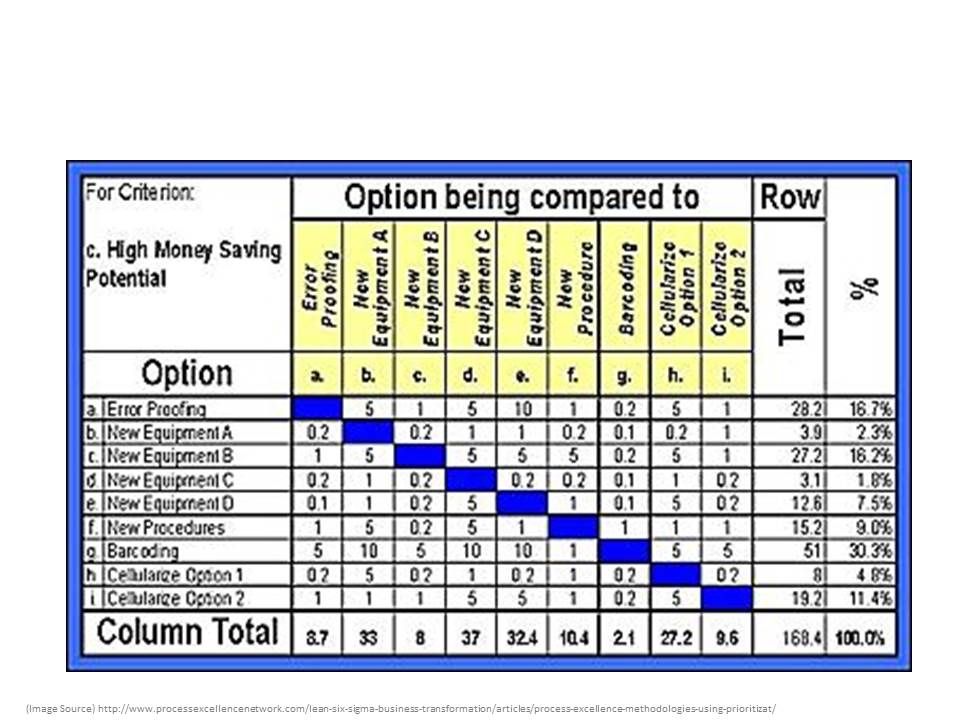 For Criterion:
c. High Money Saving
Potential
Option being compared to
Row
Error Proofing
New Equipment A
New Equipment B
New Equipment C
New Equipment D
New Procedure
Barcoding
Cellularize Option 1
Cellularize Option 2
Total
%
Option a. b. c. d. e. f. g. h. i.
a. Error Proofing 5 1 5 10 1 0.2 5 1 28.2 16.7%
b. New Equipment A 0.2 0.2 1 1 0.2 0.1 0.2 1 3.9 2.3%
c. New Equipment B 1 5 5 5 5 0.2 5 1 27.2 16.2%
d. New Equipment C 0.2 1 0.2 0.2 0.2 0.1 1 0.2 3.1 1.8%
e. New Equipment D 0.1 1 0.2 5 1 0.1 5 0.2 12.6 7.5%
f. New Procedures 1 5 0.2 5 1 1 1 1 15.2 9.0%
g. Barcoding 5 10 5 10 10 1 5 5 51 30.3%
h. Cellularize Option 1 0.2 5 0.2 1 0.2 1 0.2 0.2 8 4.8%
i. Cellularize Option 2 1 1 1 5 5 1 0.2 5 19.2 11.4%
Column Total 8.7 33 8 37 32.4 10.4 2.1 27.2 9.6 168.4 100.0%
(Image Source) http://www.processexcellencenetwork.com/lean-six-sigma-business-transformation/articles/process-excellence-methodologies-using-prioritizat/